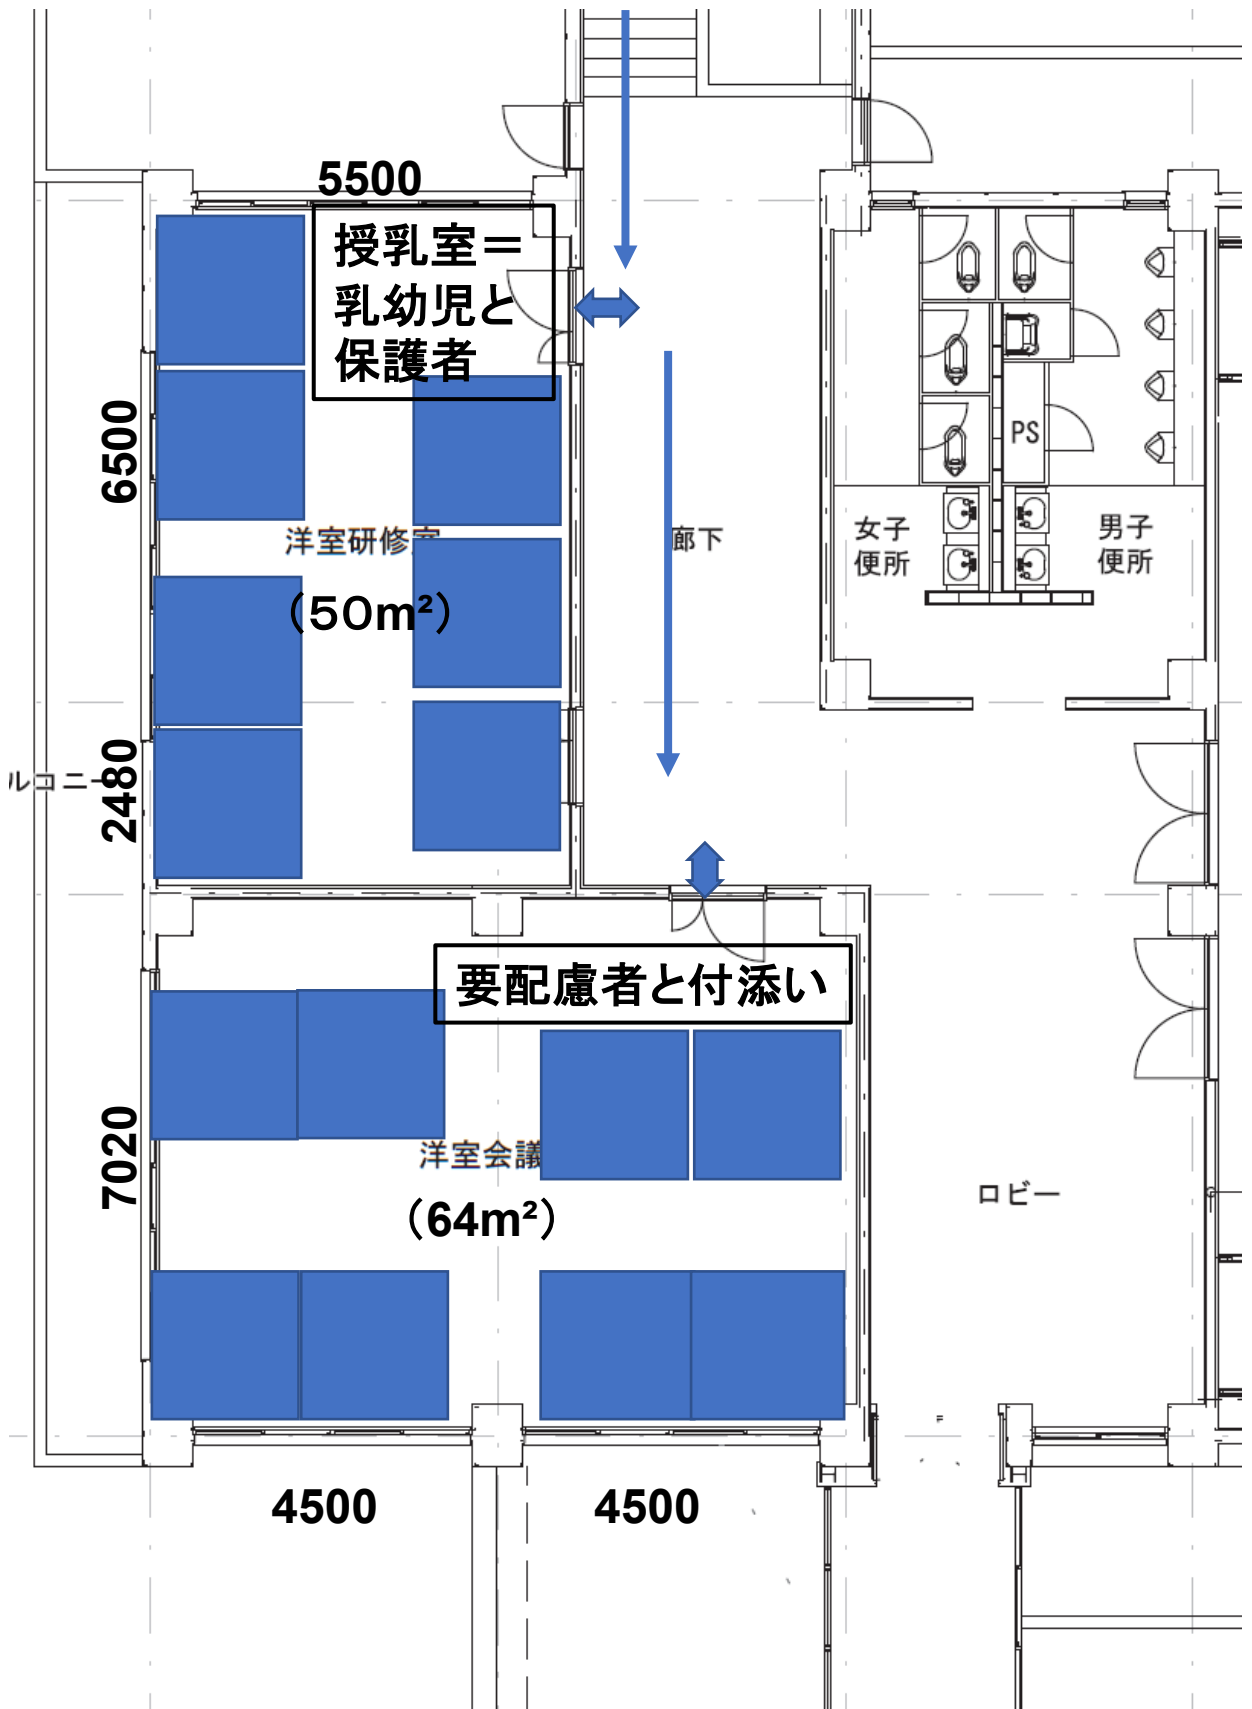 5500
授乳室＝
乳幼児と
保護者
6500
PS
洋室研修室
廊下
女子
便所
男子
便所
（50m²）
ルコニー
2480
要配慮者と付添い
洋室会議
7020
（64m²）
ロビー
4500
4500